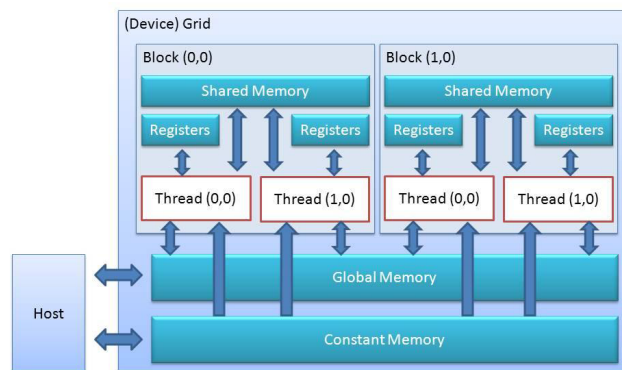 (Device) Grid
Block (0,0)
Shared Memory
Registers
Registers
Thread (0,0)
Thread (1,0)
Block (1,0)
Shared Memory
Registers
Registers
Thread (0,0)
Thread (1,0)
Host
Global Memory
Constant Memory